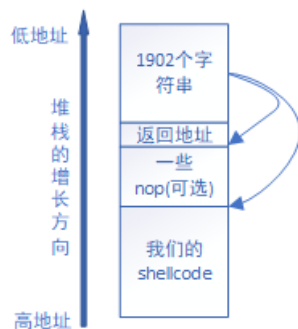 低地址
堆栈的增长方向
高地址
1902个字
符串
返回地址
一些
nop(可选)
我们的
shellcode